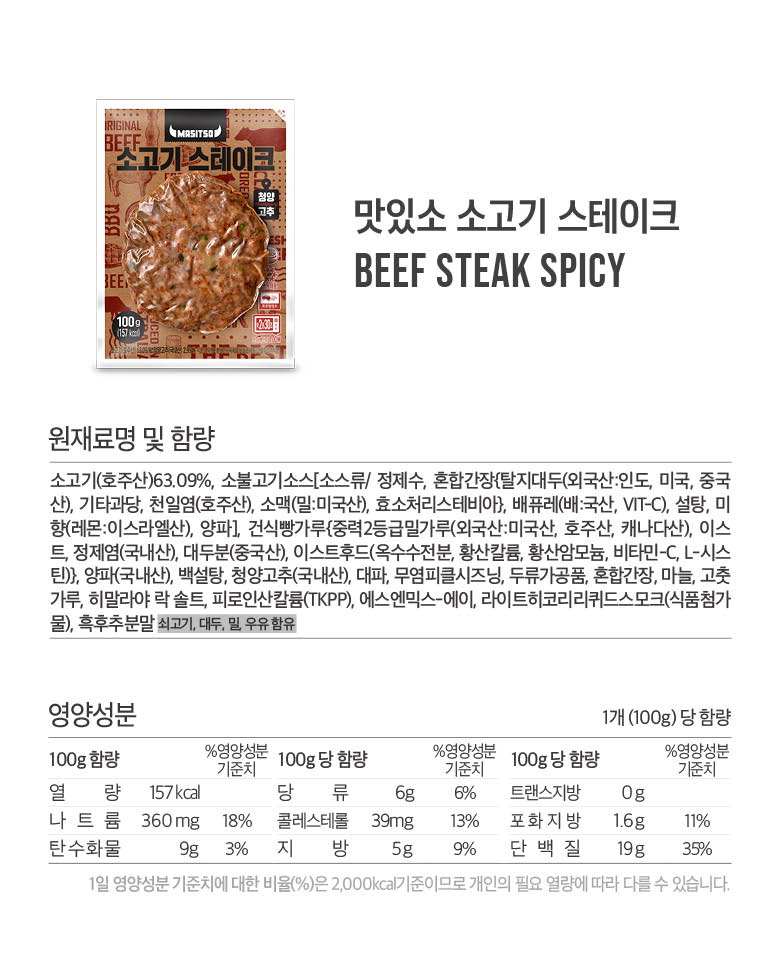 MASITSO
소고기 스테이크
청양
고추
ORIGINAL
BEEF
BBQ
100g
(157 kcal)
맛있소 소고기 스테이크
BEEF STEAK SPICY
원재료명 및 함량
소고기(호주산)63.09%, 소불고기소스[소스류/ 정제수, 혼합간장{탈지대두(외국산:인도, 미국, 중국
산), 기타과당, 천일염(호주산), 소맥(밀:미국산), 효소처리스테비아}, 배퓨레(배:국산, VIT-C), 설탕, 미
향(레몬:이스라엘산), 양파], 건식빵가루{중력2등급밀가루(외국산:미국산, 호주산, 캐나다산), 이스
트, 정제염(국내산), 대두분(중국산), 이스트후드(옥수수전분, 황산칼륨, 황산암모늄, 비타민-C, L-시스
틴)}, 양파(국내산), 백설탕, 청양고추(국내산), 대파, 무염피클시즈닝, 두류가공품, 혼합간장, 마늘, 고춧
가루, 히말라야 락 솔트, 피로인산칼륨(TKPP), 에스엔믹스-에이, 라이트히코리리퀴드스모크(식품첨가
물), 흑후추분말 쇠고기, 대두, 밀, 우유 함유
영양성분 1개 (100g) 당 함량
100g 함량 %영양성분 기준치 100g 당 함량 %영양성분 기준치 100g 당 함량 %영양성분 기준치
열 량 157 kcal 당 류 6g 6% 트랜스지방 0 g
나 트 륨 360 mg 18% 콜레스테롤 39mg 13% 포 화 지 방 1.6 g 11%
탄수화물 9g 3% 지 방 5 g 9% 단 백 질 19 g 35%
1일 영양성분 기준치에 대한 비율(%)은 2,000kcal기준이므로 개인의 필요 열량에 따라 다를 수 있습니다.